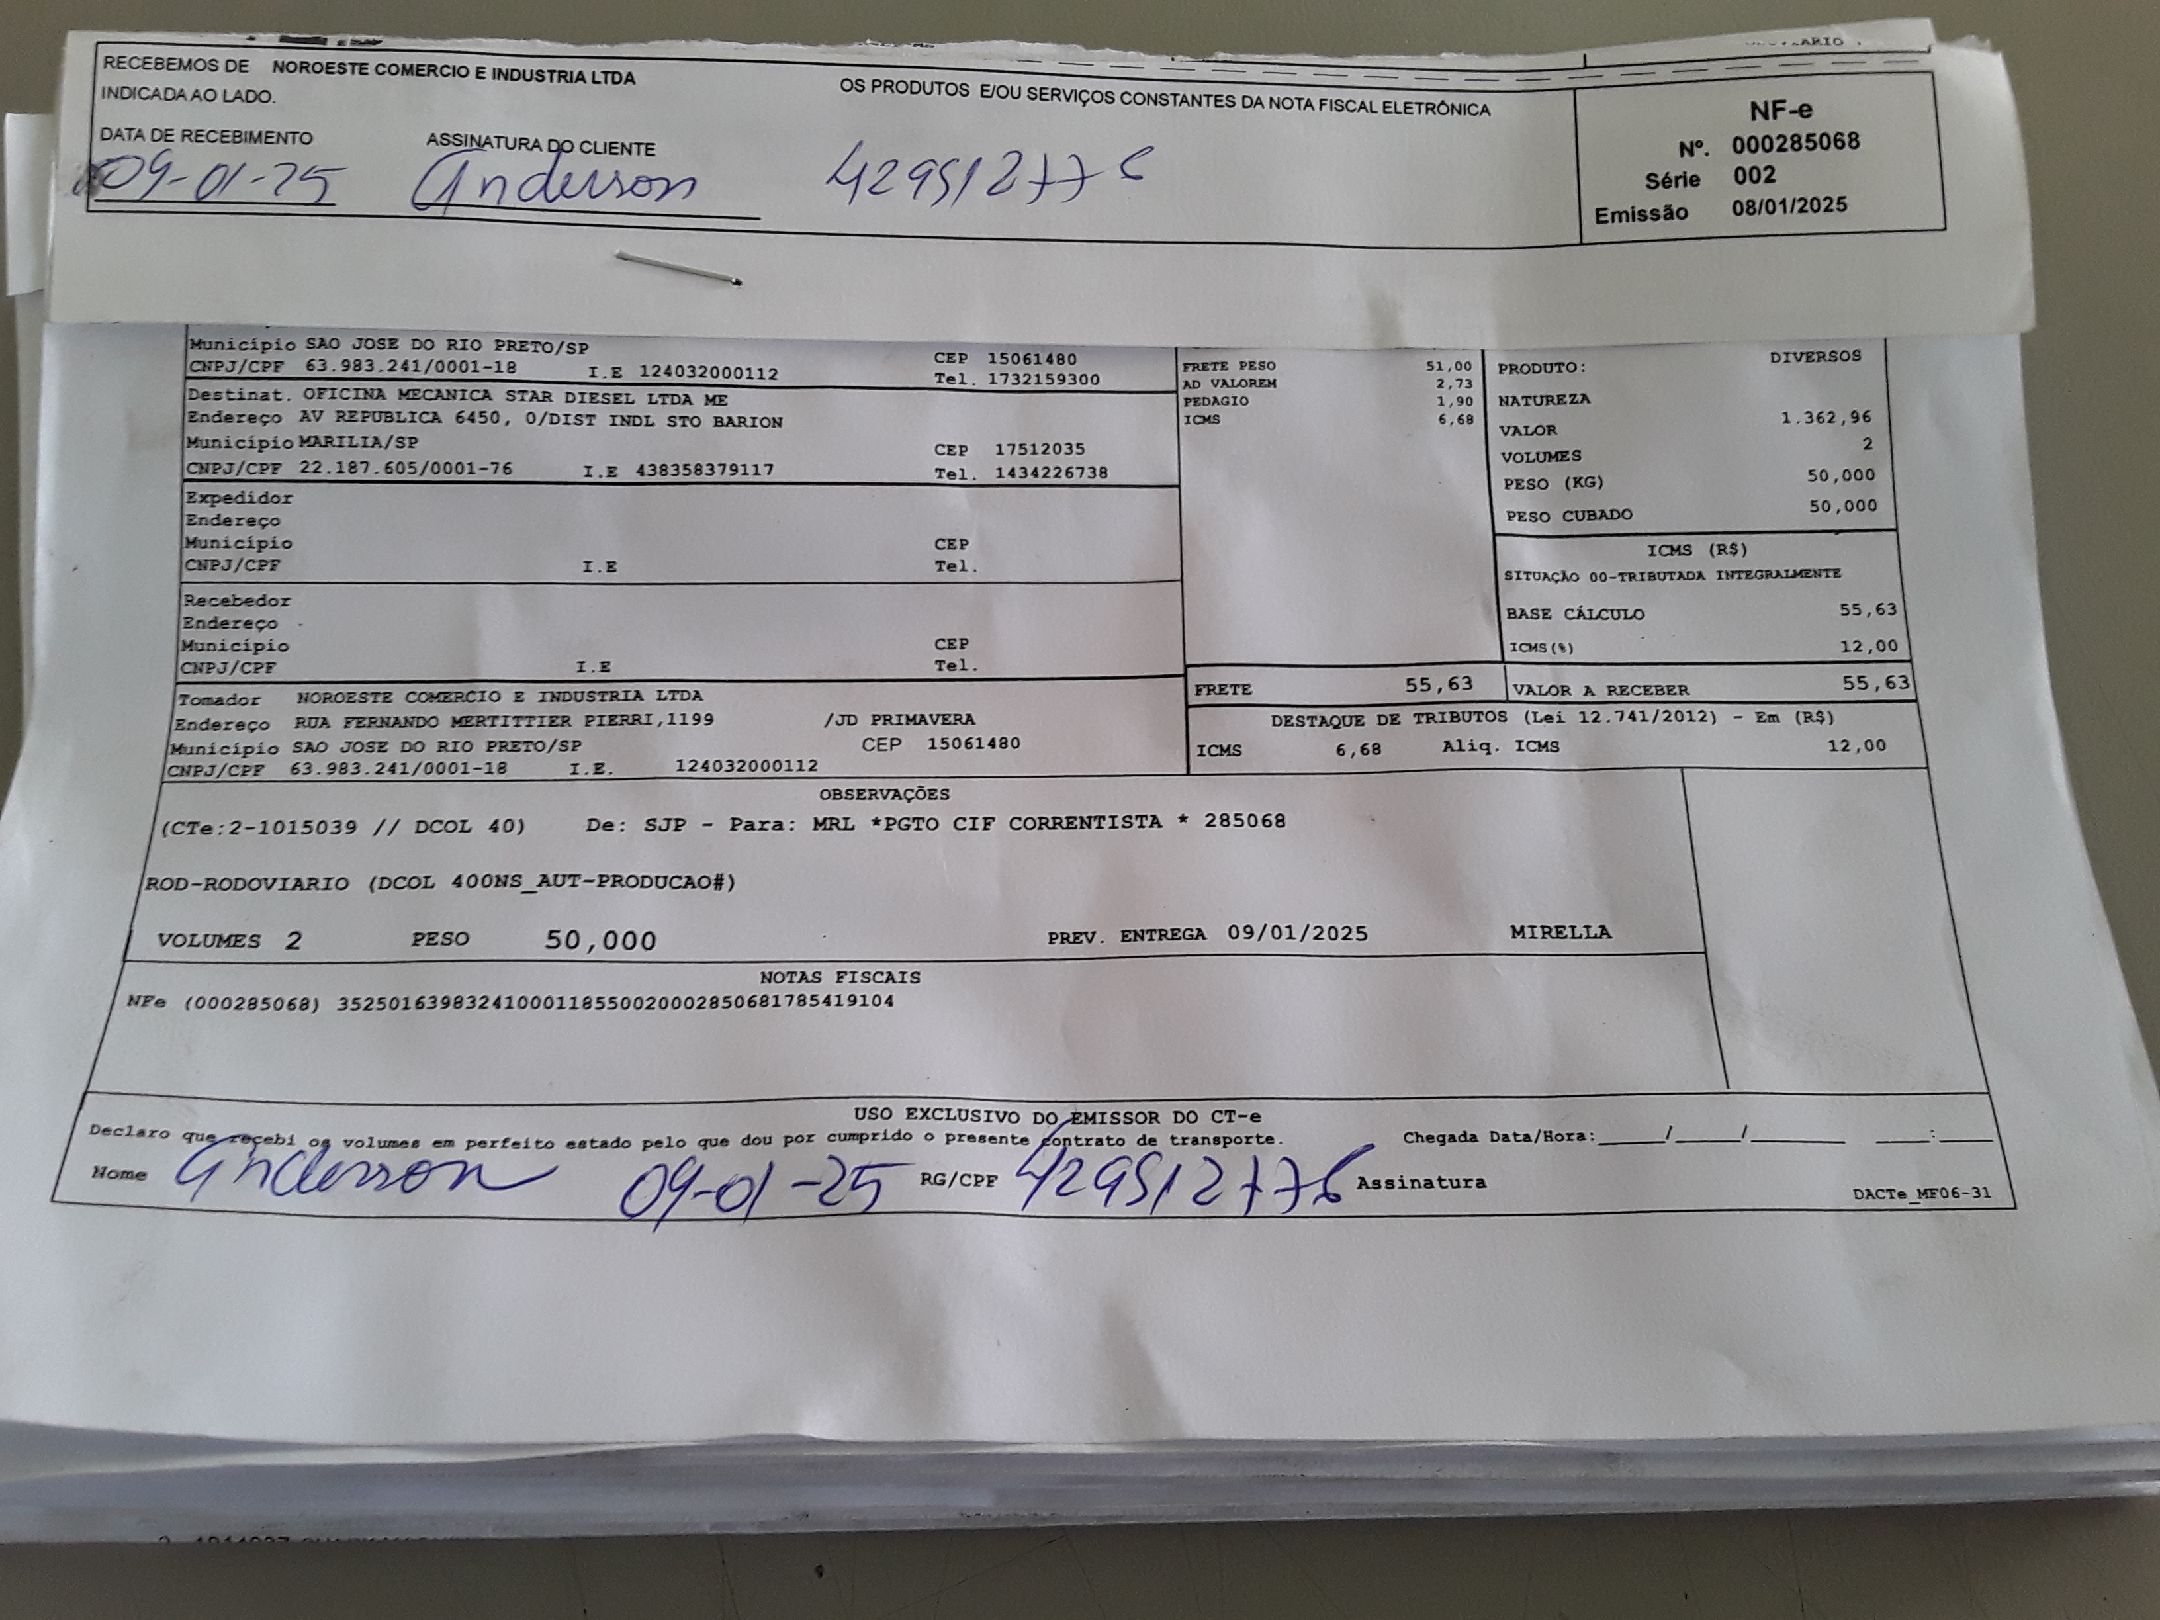 RECEBEMOS DE NOROESTE COMERCIO E INDUSTRIA LTDA OS PRODUTOS E/OU SERVIÇOS CONSTANTES DA NOTA FISCAL ELETRÔNICA
INDICADA AO LADO.
DATA DE RECEBIMENTO ASSINATURA DO CLIENTE
09-01-25 Anderson 429512776
NF-e
Nº. 000285068
Série 002
Emissão 08/01/2025
Município SAO JOSE DO RIO PRETO/SP CEP 15061480
CNPJ/CPF 63.983.241/0001-18 I.E 124032000112 Tel. 1732159300
Destinat. OFICINA MECANICA STAR DIESEL LTDA ME
Endereço AV REPUBLICA 6450, 0/DIST INDL STO BARION
Município MARILIA/SP CEP 17512035
CNPJ/CPF 22.187.605/0001-76 I.E 438358379117 Tel. 1434226738
Expedidor
Endereço
Município CEP
CNPJ/CPF I.E Tel.
Recebedor
Endereço
Município CEP
CNPJ/CPF I.E Tel.
Tomador NOROESTE COMERCIO E INDUSTRIA LTDA
Endereço RUA FERNANDO MERTITTIER PIERRI,1199 /JD PRIMAVERA
Município SAO JOSE DO RIO PRETO/SP CEP 15061480
CNPJ/CPF 63.983.241/0001-18 I.E. 124032000112
FRETE PESO 51,00
AD VALOREM 2,73
PEDAGIO 1,90
ICMS 6,68
PRODUTO: DIVERSOS
NATUREZA
VALOR 1.362,96
VOLUMES 2
PESO (KG) 50,000
PESO CUBADO 50,000
ICMS (R$)
SITUAÇÃO 00-TRIBUTADA INTEGRALMENTE
BASE CÁLCULO 55,63
ICMS(%) 12,00
FRETE 55,63 VALOR A RECEBER 55,63
DESTAQUE DE TRIBUTOS (Lei 12.741/2012) - Em (R$)
ICMS 6,68 Aliq. ICMS 12,00
OBSERVAÇÕES
(CTe:2-1015039 // DCOL 40) De: SJP - Para: MRL *PGTO CIF CORRENTISTA * 285068
ROD-RODOVIARIO (DCOL 400NS_AUT-PRODUCAO#)
VOLUMES 2 PESO 50,000 PREV. ENTREGA 09/01/2025 MIRELLA
NOTAS FISCAIS
NFe (000285068) 35250163983241000118550020002850681785419104
USO EXCLUSIVO DO EMISSOR DO CT-e
Declaro que recebi os volumes em perfeito estado pelo que dou por cumprido o presente contrato de transporte. Chegada Data/Hora:_____/_____/_______ ____:____
Nome Anderson 09-01-25 RG/CPF 429512776 Assinatura
DACTe_MF06-31